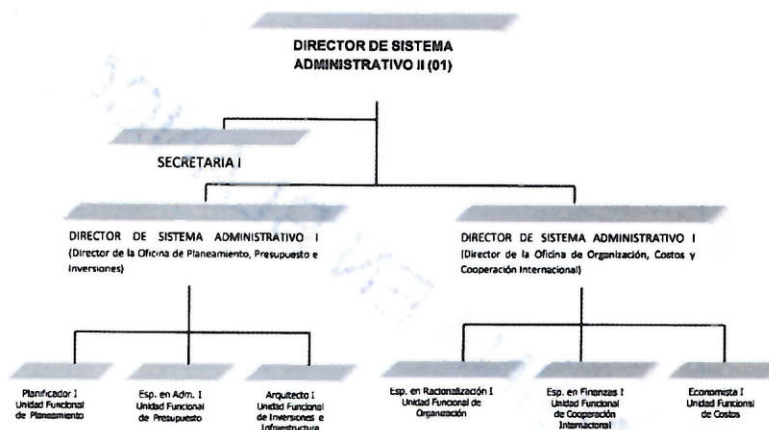 DIRECTOR DE SISTEMA
ADMINISTRATIVO II (01)
SECRETARIA I
DIRECTOR DE SISTEMA ADMINISTRATIVO I
(Director de la Oficina de Planeamiento, Presupuesto e
Inversiones)
DIRECTOR DE SISTEMA ADMINISTRATIVO I
(Director de la Oficina de Organización, Costos y
Cooperación Internacional)
Planificador I
Unidad Funcional
de Planeamiento
Esp. en Adm. I
Unidad Funcional
de Presupuesto
Arquitecto I
Unidad Funcional
de Inversiones e
Infraestructura
Esp. en Racionalización I
Unidad Funcional de
Organización
Esp. en Finanzas I
Unidad Funcional
de Cooperación
Internacional
Economista I
Unidad Funcional
de Costos